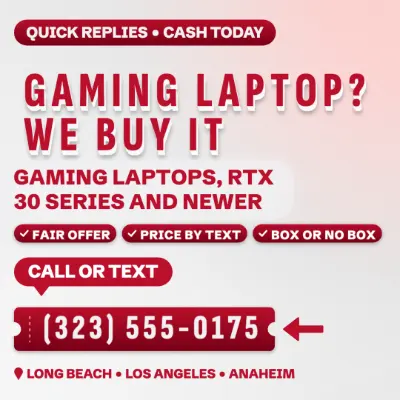 QUICK REPLIES • CASH TODAY
GAMING LAPTOP?
WE BUY IT
GAMING LAPTOPS, RTX
30 SERIES AND NEWER
✓ FAIR OFFER ✓ PRICE BY TEXT ✓ BOX OR NO BOX
CALL OR TEXT
(323) 555-0175
LONG BEACH • LOS ANGELES • ANAHEIM